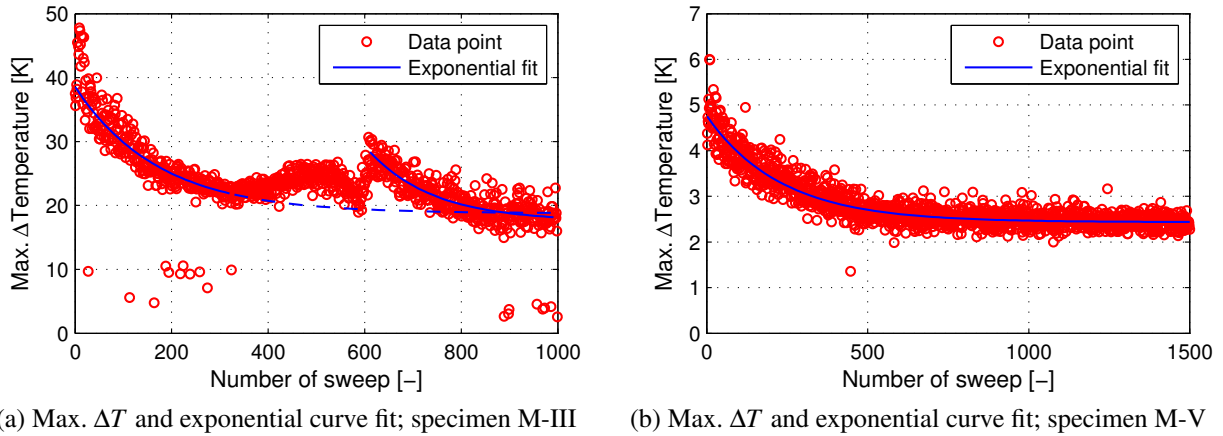 50
40
30
20
10
0
0 200 400 600 800 1000
Max. ΔTemperature [K]
Number of sweep [−]
Data point
Exponential fit
7
6
5
4
3
2
1
0
0 500 1000 1500
Max. ΔTemperature [K]
Number of sweep [−]
Data point
Exponential fit
(a) Max. ΔT and exponential curve fit; specimen M-III
(b) Max. ΔT and exponential curve fit; specimen M-V